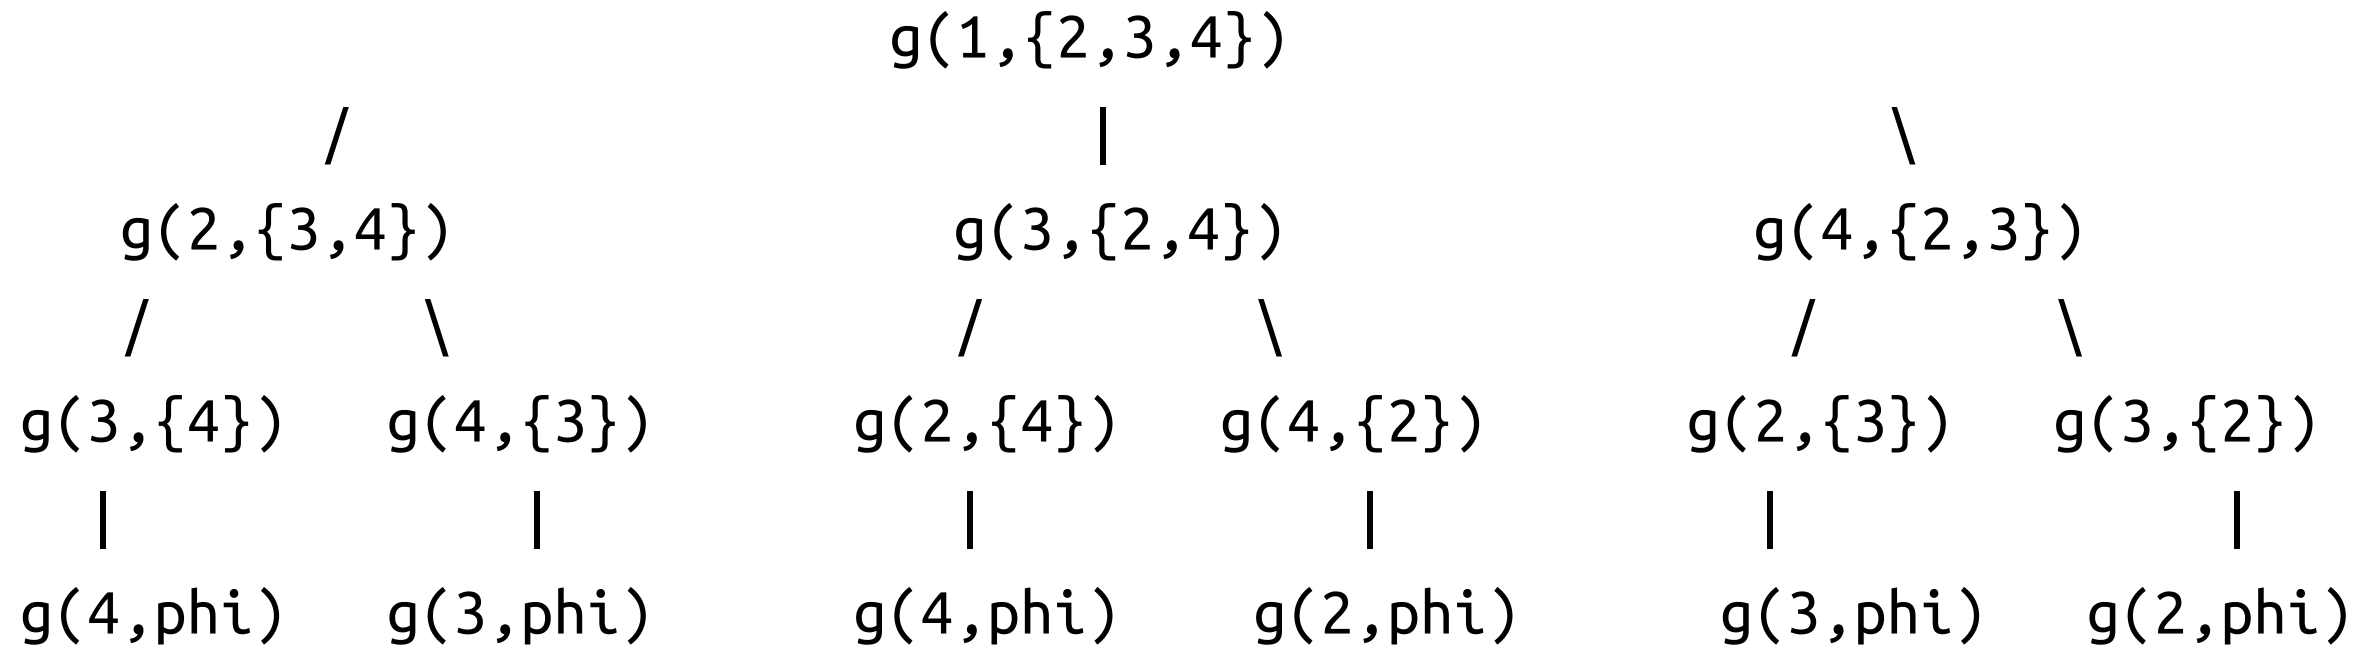 g(1,{2,3,4})
/ | \
g(2,{3,4}) g(3,{2,4}) g(4,{2,3})
/ \ / \ / \
g(3,{4}) g(4,{3}) g(2,{4}) g(4,{2}) g(2,{3}) g(3,{2})
| | | | | |
g(4,phi) g(3,phi) g(4,phi) g(2,phi) g(3,phi) g(2,phi)